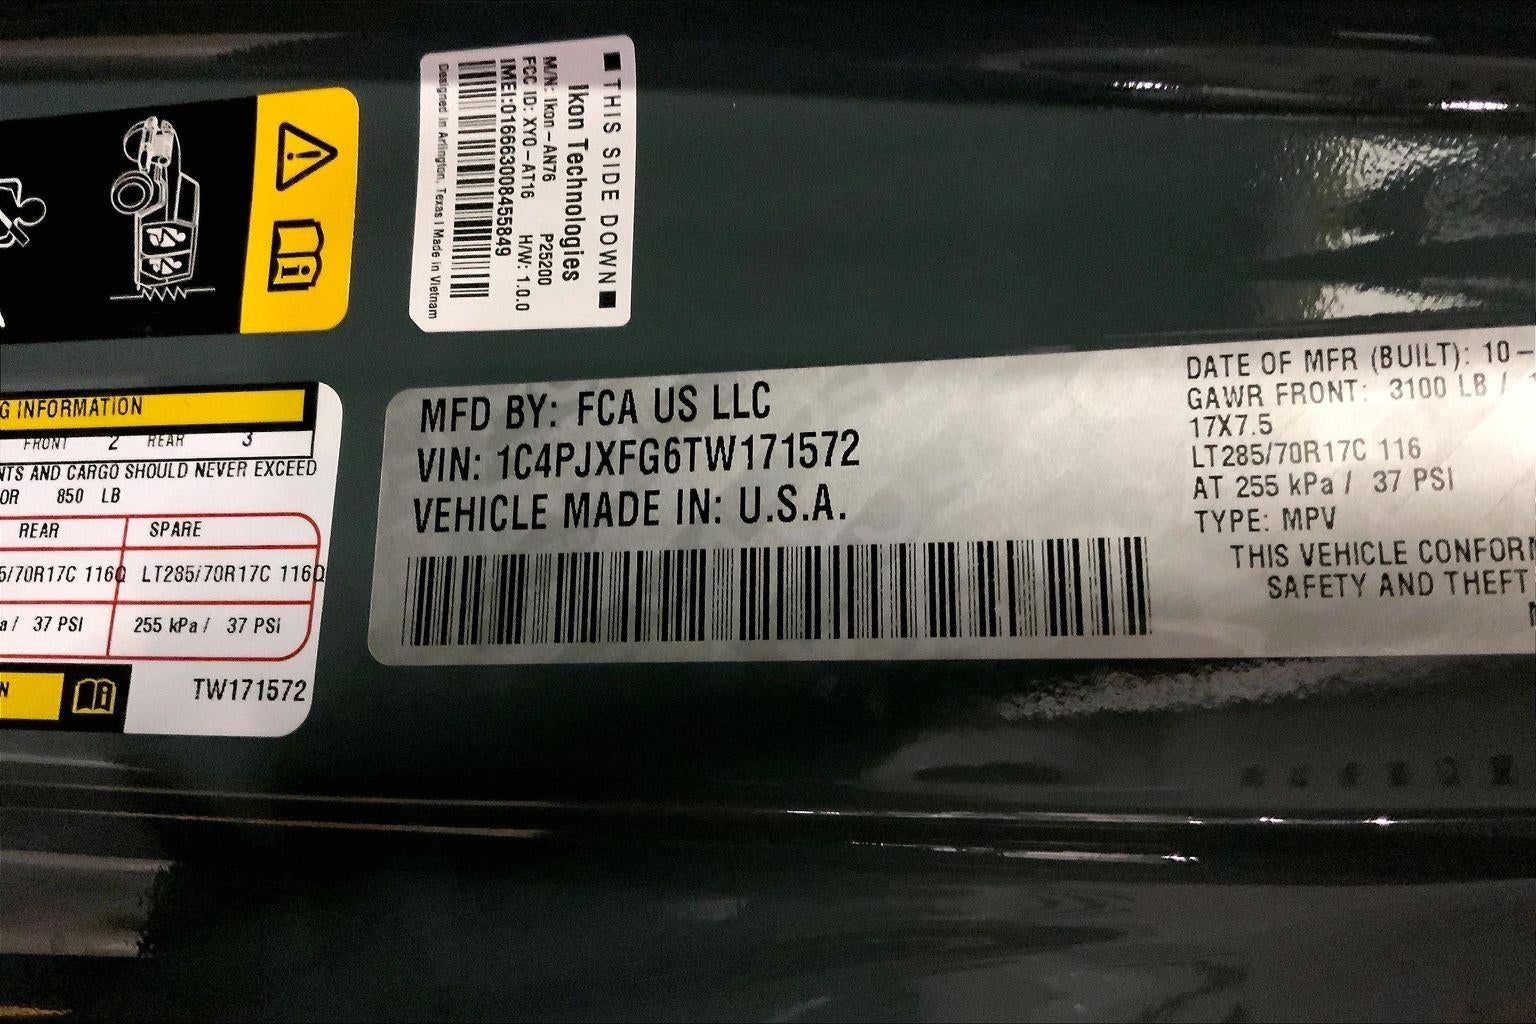 ■ THIS SIDE DOWN ■
Ikon Technologies
M/N: Ikon-AN76 P25200
FCC ID: XYO-AT16 H/W: 1.0.0
IMEI:016663008455849
Designed in Arlington, Texas | Made in Vietnam
G INFORMATION
FRONT 2 REAR 3
NTS AND CARGO SHOULD NEVER EXCEED
OR 850 LB
REAR SPARE
5/70R17C 116Q LT285/70R17C 116Q
a / 37 PSI 255 kPa / 37 PSI
N
TW171572
MFD BY: FCA US LLC
VIN: 1C4PJXFG6TW171572
VEHICLE MADE IN: U.S.A.
DATE OF MFR (BUILT): 10-
GAWR FRONT: 3100 LB / 1
17X7.5
LT285/70R17C 116
AT 255 kPa / 37 PSI
TYPE: MPV
THIS VEHICLE CONFORM
SAFETY AND THEFT